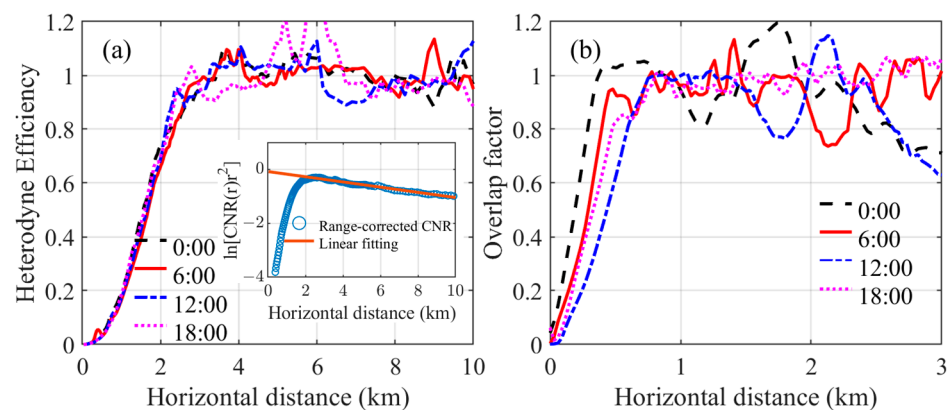 (a)
Heterodyne Efficiency
1.2
1
0.8
0.6
0.4
0.2
0
0 2 4 6 8 10
Horizontal distance (km)
0:00
6:00
12:00
18:00
ln[CNR(r)r²]
0
−2
−4
Range-corrected CNR
Linear fitting
0 2 4 6 8 10
Horizontal distance (km)
(b)
Overlap factor
1.2
1
0.8
0.6
0.4
0.2
0
0 1 2 3
Horizontal distance (km)
0:00
6:00
12:00
18:00